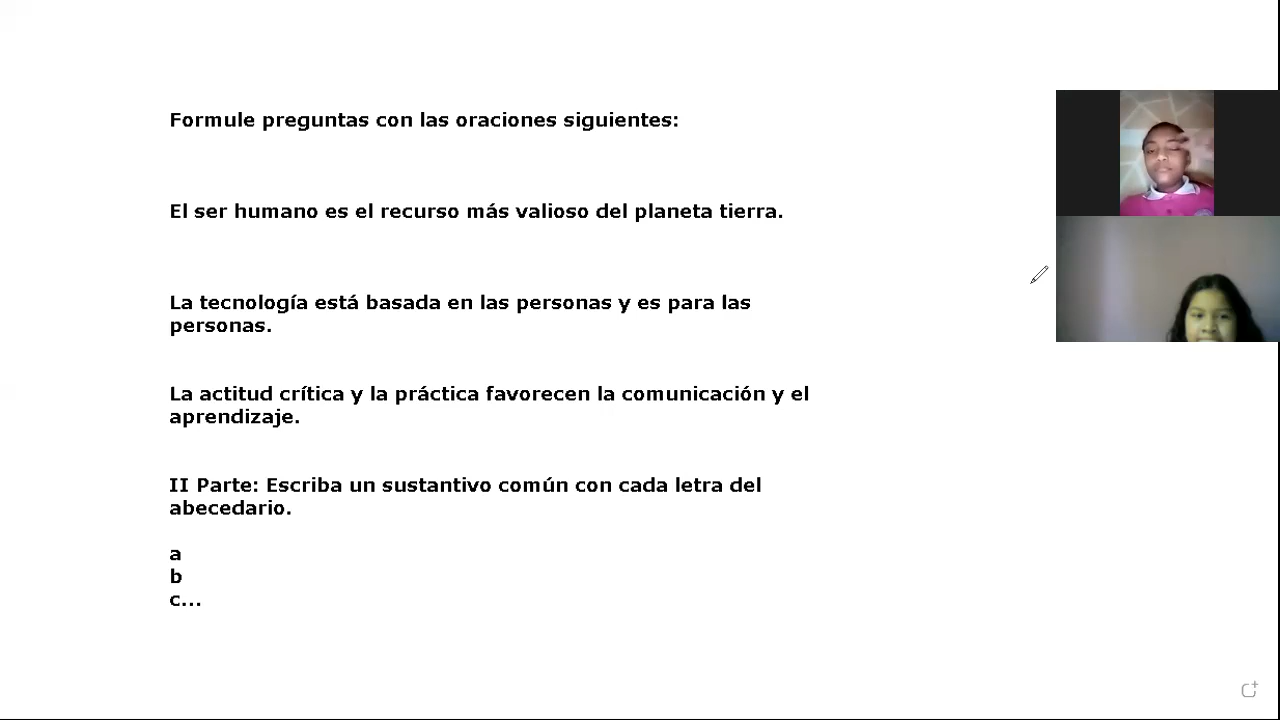 Formule preguntas con las oraciones siguientes:
El ser humano es el recurso más valioso del planeta tierra.
La tecnología está basada en las personas y es para las
personas.
La actitud crítica y la práctica favorecen la comunicación y el
aprendizaje.
II Parte: Escriba un sustantivo común con cada letra del
abecedario.
a
b
c...